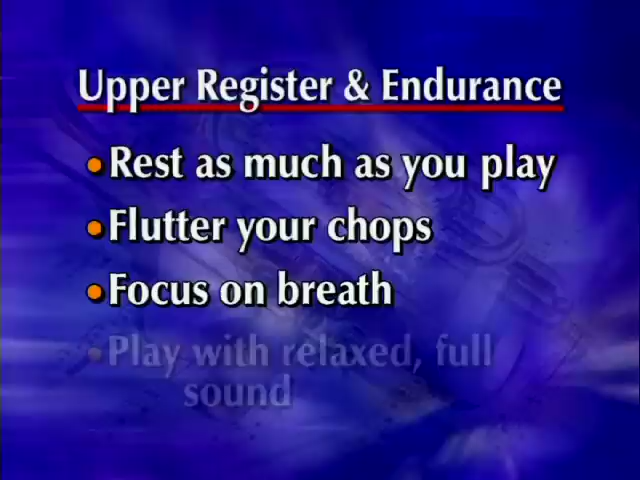 Upper Register & Endurance
•Rest as much as you play
•Flutter your chops
•Focus on breath
•Play with relaxed, full
sound